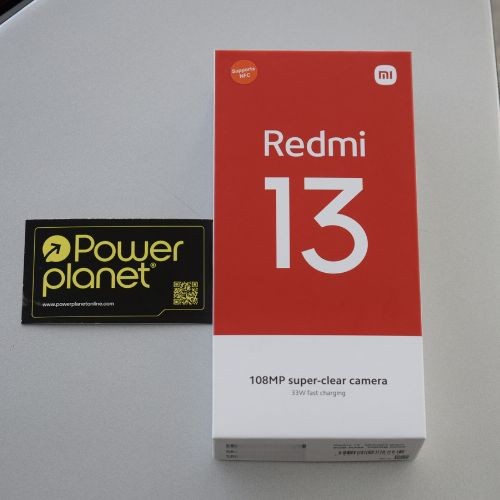 Supports
NFC
mi
Redmi
13
Power
planet®
www.powerplanetonline.com
108MP super-clear camera
33W fast charging